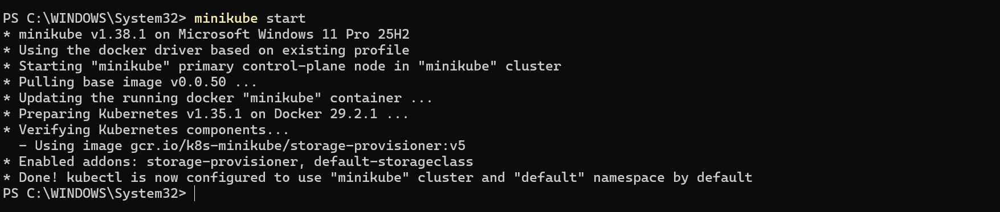 PS C:\WINDOWS\System32> minikube start
* minikube v1.38.1 on Microsoft Windows 11 Pro 25H2
* Using the docker driver based on existing profile
* Starting "minikube" primary control-plane node in "minikube" cluster
* Pulling base image v0.0.50 ...
* Updating the running docker "minikube" container ...
* Preparing Kubernetes v1.35.1 on Docker 29.2.1 ...
* Verifying Kubernetes components...
  - Using image gcr.io/k8s-minikube/storage-provisioner:v5
* Enabled addons: storage-provisioner, default-storageclass
* Done! kubectl is now configured to use "minikube" cluster and "default" namespace by default
PS C:\WINDOWS\System32>